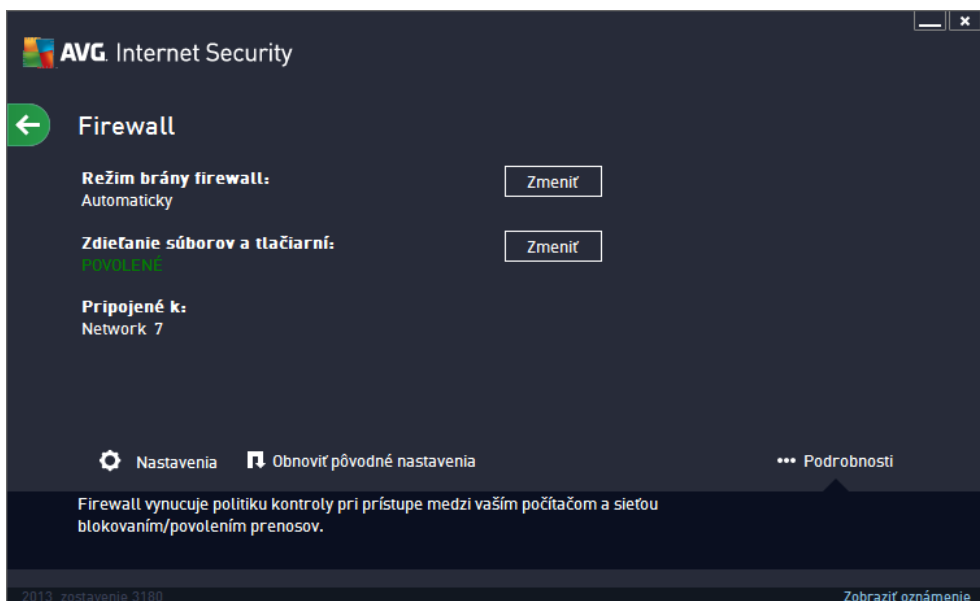 AVG. Internet Security
Firewall
Režim brány firewall:
Zmeniť
Automaticky
Zdieľanie súborov a tlačiarní:
Zmeniť
POVOLENÉ
Pripojené k:
Network 7
Nastavenia
Obnoviť pôvodné nastavenia
••• Podrobnosti
Firewall vynucuje politiku kontroly pri prístupe medzi vaším počítačom a sieťou
blokovaním/povolením prenosov.
2013 zostavenie 3180
Zobraziť oznámenie